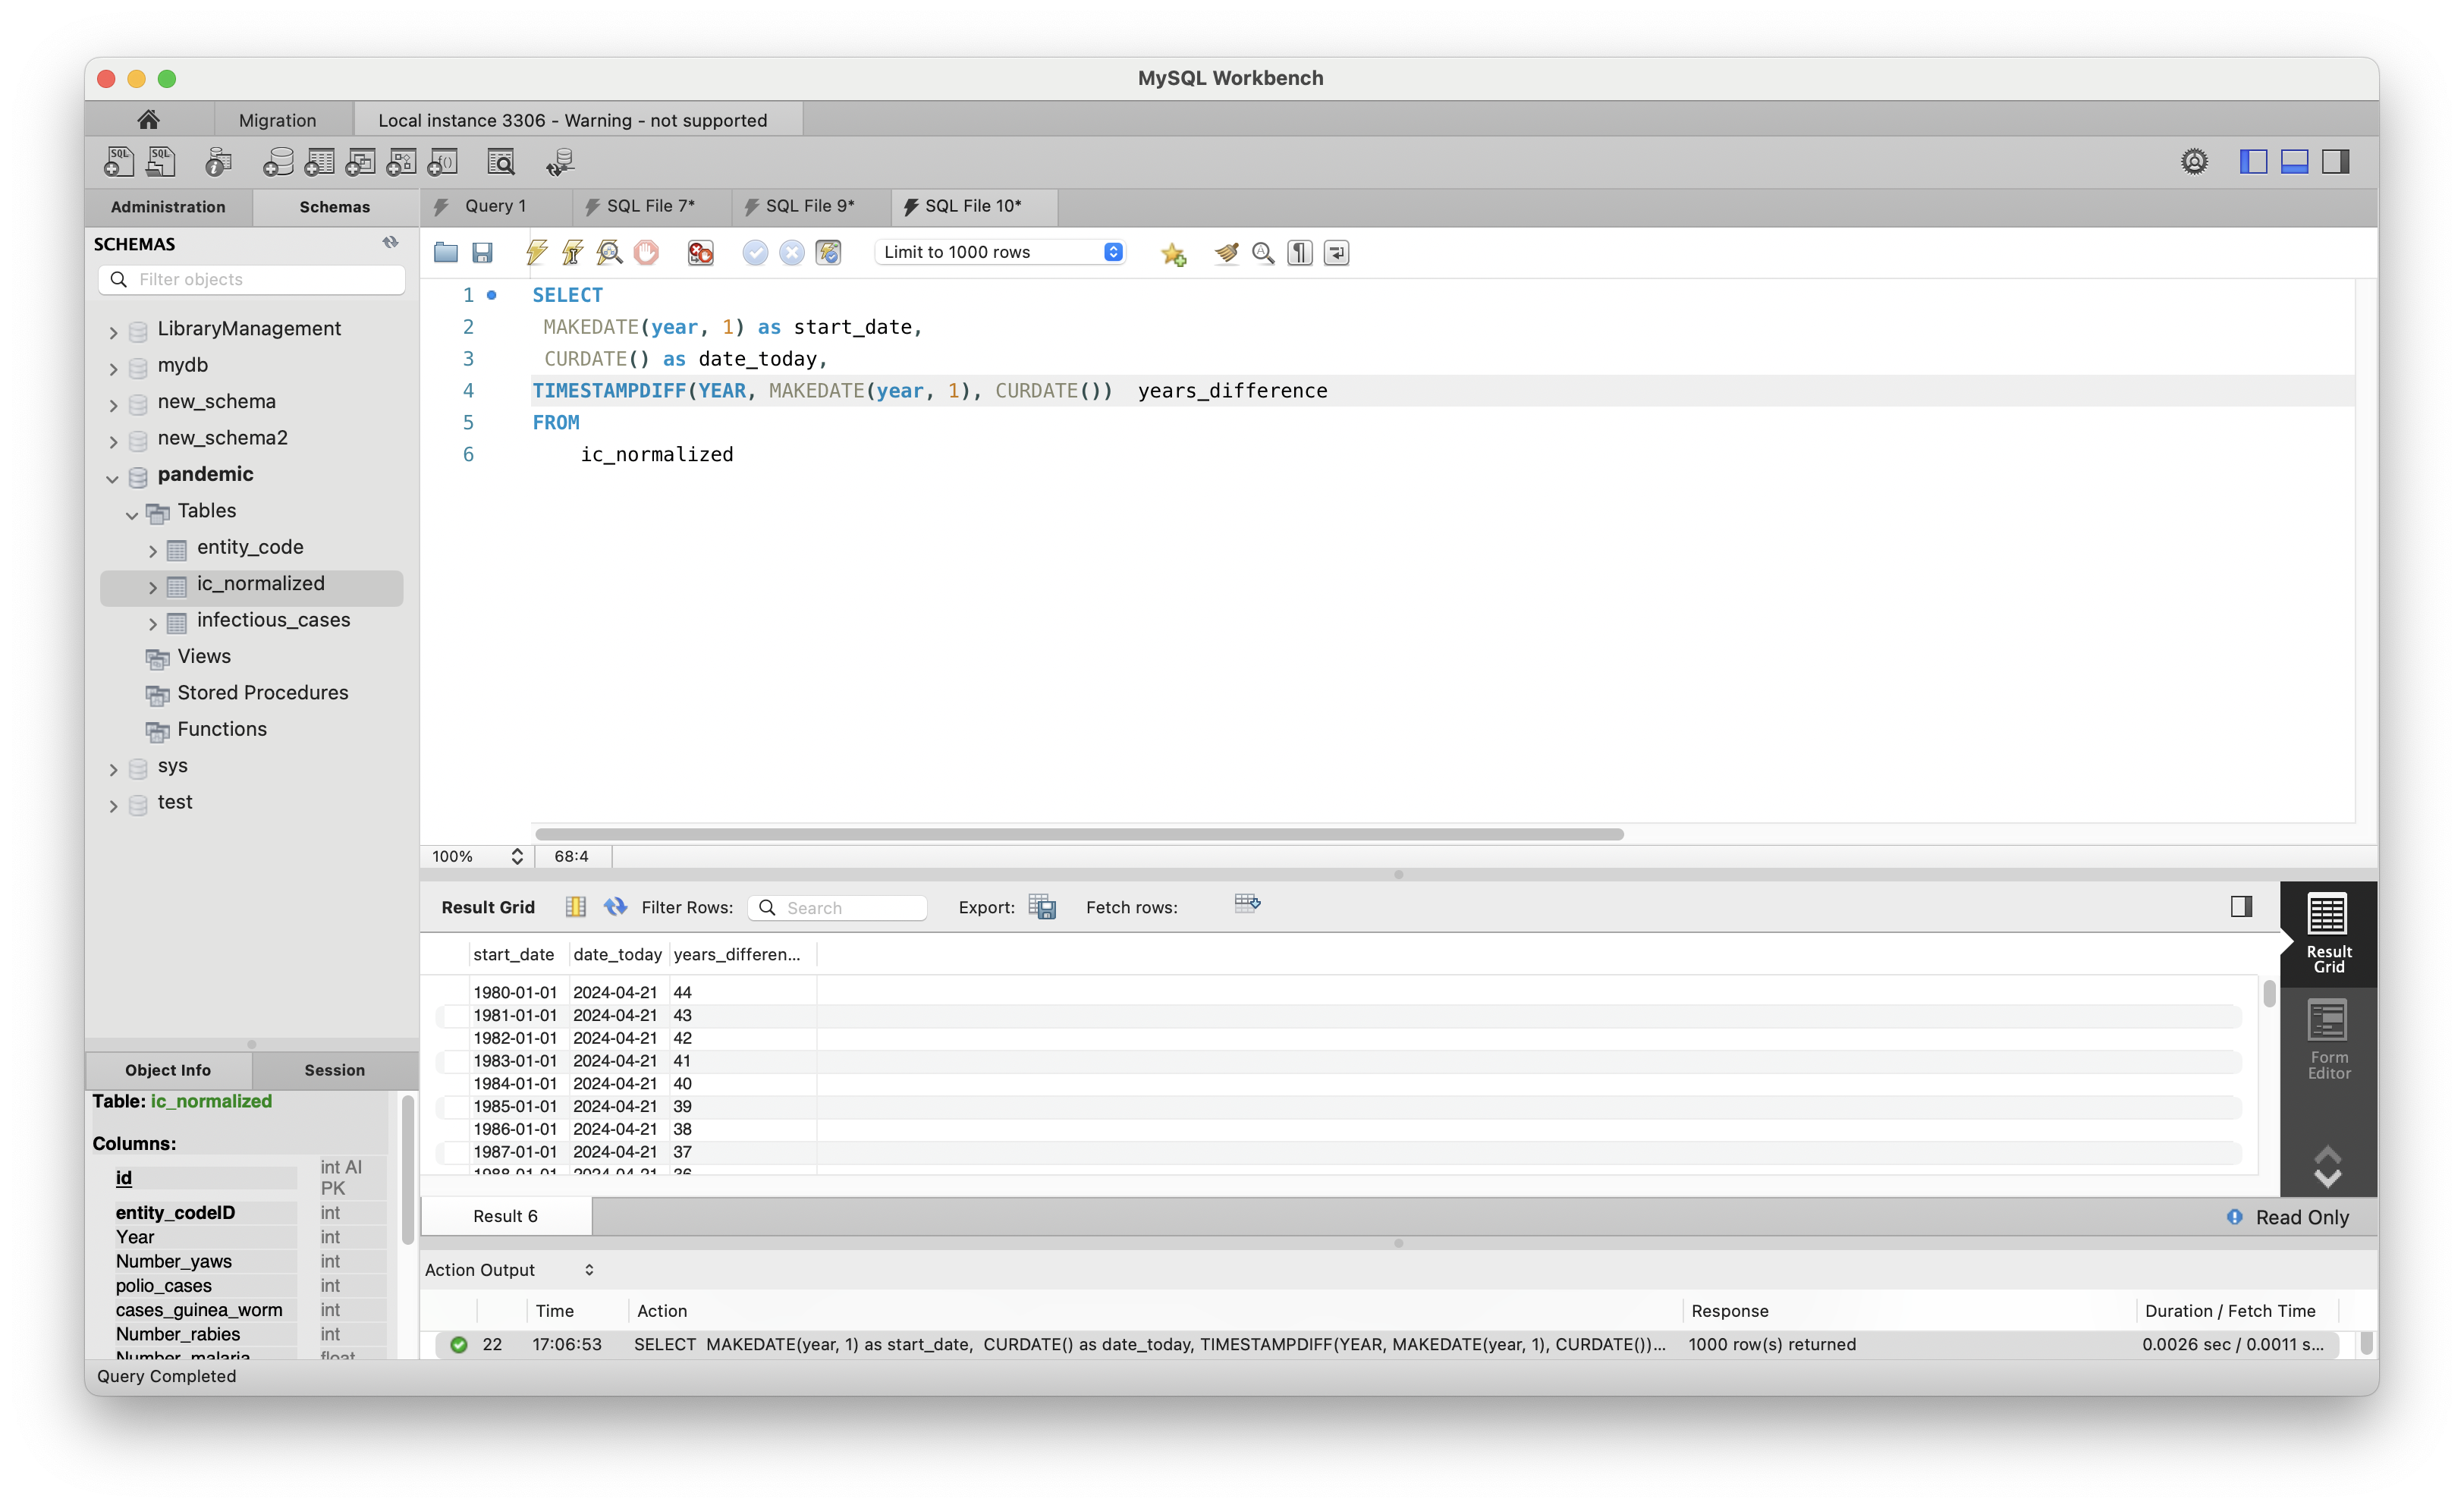 MySQL Workbench
Migration
Local instance 3306 - Warning - not supported
Administration
Schemas
Query 1
SQL File 7*
SQL File 9*
SQL File 10*
SCHEMAS
Filter objects
LibraryManagement
mydb
new_schema
new_schema2
pandemic
Tables
entity_code
ic_normalized
infectious_cases
Views
Stored Procedures
Functions
sys
test
Limit to 1000 rows
1 SELECT
2 MAKEDATE(year, 1) as start_date,
3 CURDATE() as date_today,
4 TIMESTAMPDIFF(YEAR, MAKEDATE(year, 1), CURDATE())  years_difference
5 FROM
6 ic_normalized
100%
68:4
Result Grid
Filter Rows:
Search
Export:
Fetch rows:
start_date date_today years_differen...
1980-01-01 2024-04-21 44
1981-01-01 2024-04-21 43
1982-01-01 2024-04-21 42
1983-01-01 2024-04-21 41
1984-01-01 2024-04-21 40
1985-01-01 2024-04-21 39
1986-01-01 2024-04-21 38
1987-01-01 2024-04-21 37
1988-01-01 2024-04-21 36
Result
Grid
Form
Editor
Result 6
Read Only
Object Info
Session
Table: ic_normalized
Columns:
id int AI
PK
entity_codeID int
Year int
Number_yaws int
polio_cases int
cases_guinea_worm int
Number_rabies int
Number_malaria float
Action Output
Time Action Response Duration / Fetch Time
22 17:06:53 SELECT  MAKEDATE(year, 1) as start_date,  CURDATE() as date_today, TIMESTAMPDIFF(YEAR, MAKEDATE(year, 1), CURDATE())... 1000 row(s) returned 0.0026 sec / 0.0011 s...
Query Completed